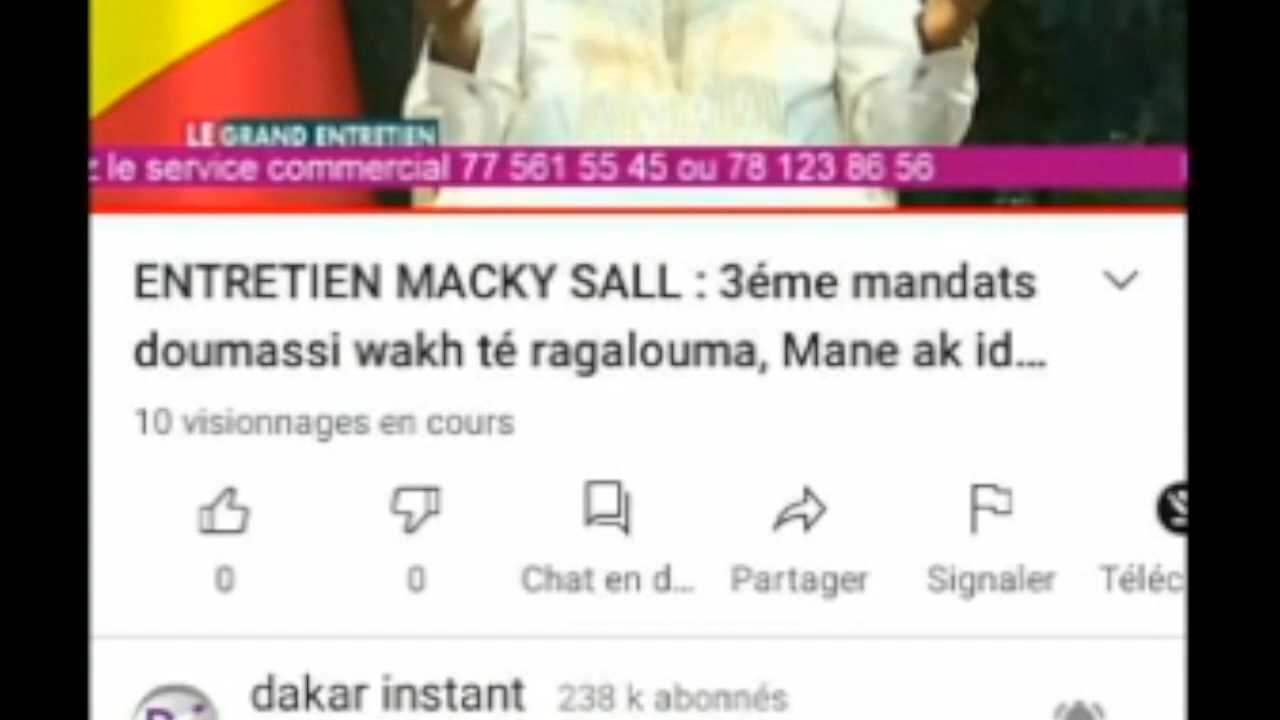 LE GRAND ENTRETIEN
z le service commercial 77 561 55 45 ou 78 123 86 56
ENTRETIEN MACKY SALL : 3éme mandats
doumassi wakh té ragalouma, Mane ak id...
10 visionnages en cours
0
0
Chat en d...
Partager
Signaler
Téléc
dakar instant 238 k abonnés